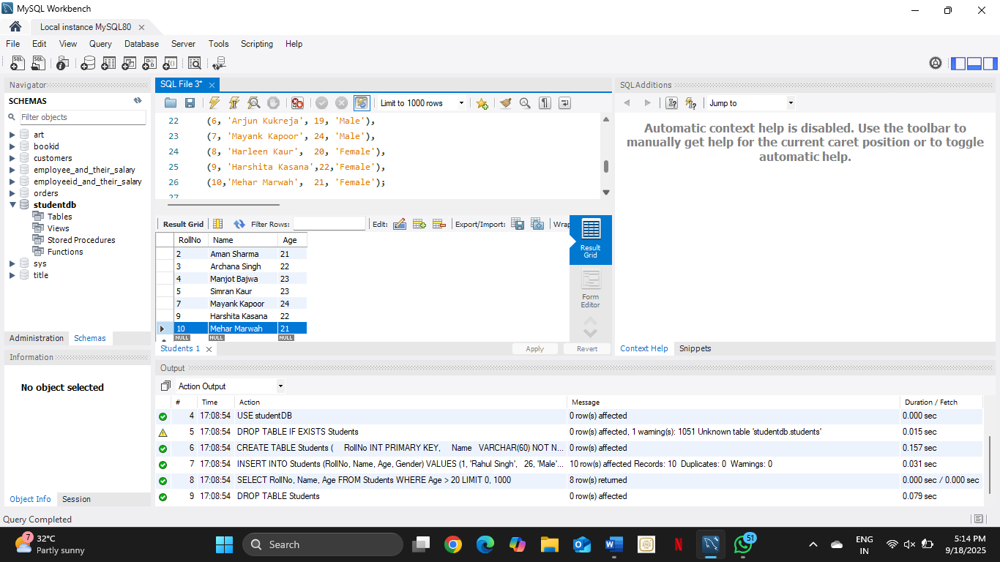 MySQL Workbench
Local instance MySQL80
File Edit View Query Database Server Tools Scripting Help
Navigator
SCHEMAS
Filter objects
art
bookid
customers
employee_and_their_salary
employeeid_and_their_salary
orders
studentdb
Tables
Views
Stored Procedures
Functions
sys
title
Administration Schemas
Information
No object selected
Object Info Session
SQL File 3*
Limit to 1000 rows
22 (6, 'Arjun Kukreja', 19, 'Male'),
23 (7, 'Mayank Kapoor', 24, 'Male'),
24 (8, 'Harleen Kaur', 20, 'Female'),
25 (9, 'Harshita Kasana',22,'Female'),
26 (10,'Mehar Marwah', 21, 'Female');
27
Result Grid Filter Rows: Edit: Export/Import: Wrap
RollNo Name Age
2 Aman Sharma 21
3 Archana Singh 22
4 Manjot Bajwa 23
5 Simran Kaur 23
7 Mayank Kapoor 24
9 Harshita Kasana 22
10 Mehar Marwah 21
NULL NULL NULL
Result
Grid
Form
Editor
Students 1 Apply Revert
SQLAdditions
Jump to
Automatic context help is disabled. Use the toolbar to
manually get help for the current caret position or to toggle
automatic help.
Context Help Snippets
Output
Action Output
# Time Action Message Duration / Fetch
4 17:08:54 USE studentDB 0 row(s) affected 0.000 sec
5 17:08:54 DROP TABLE IF EXISTS Students 0 row(s) affected, 1 warning(s): 1051 Unknown table 'studentdb.students' 0.015 sec
6 17:08:54 CREATE TABLE Students ( RollNo INT PRIMARY KEY, Name VARCHAR(60) NOT N... 0 row(s) affected 0.157 sec
7 17:08:54 INSERT INTO Students (RollNo, Name, Age, Gender) VALUES (1, 'Rahul Singh', 26, 'Male'... 10 row(s) affected Records: 10 Duplicates: 0 Warnings: 0 0.031 sec
8 17:08:54 SELECT RollNo, Name, Age FROM Students WHERE Age > 20 LIMIT 0, 1000 8 row(s) returned 0.000 sec / 0.000 sec
9 17:08:54 DROP TABLE Students 0 row(s) affected 0.079 sec
Query Completed
7
32°C
Partly sunny
Search
51
ENG
IN
5:14 PM
9/18/2025